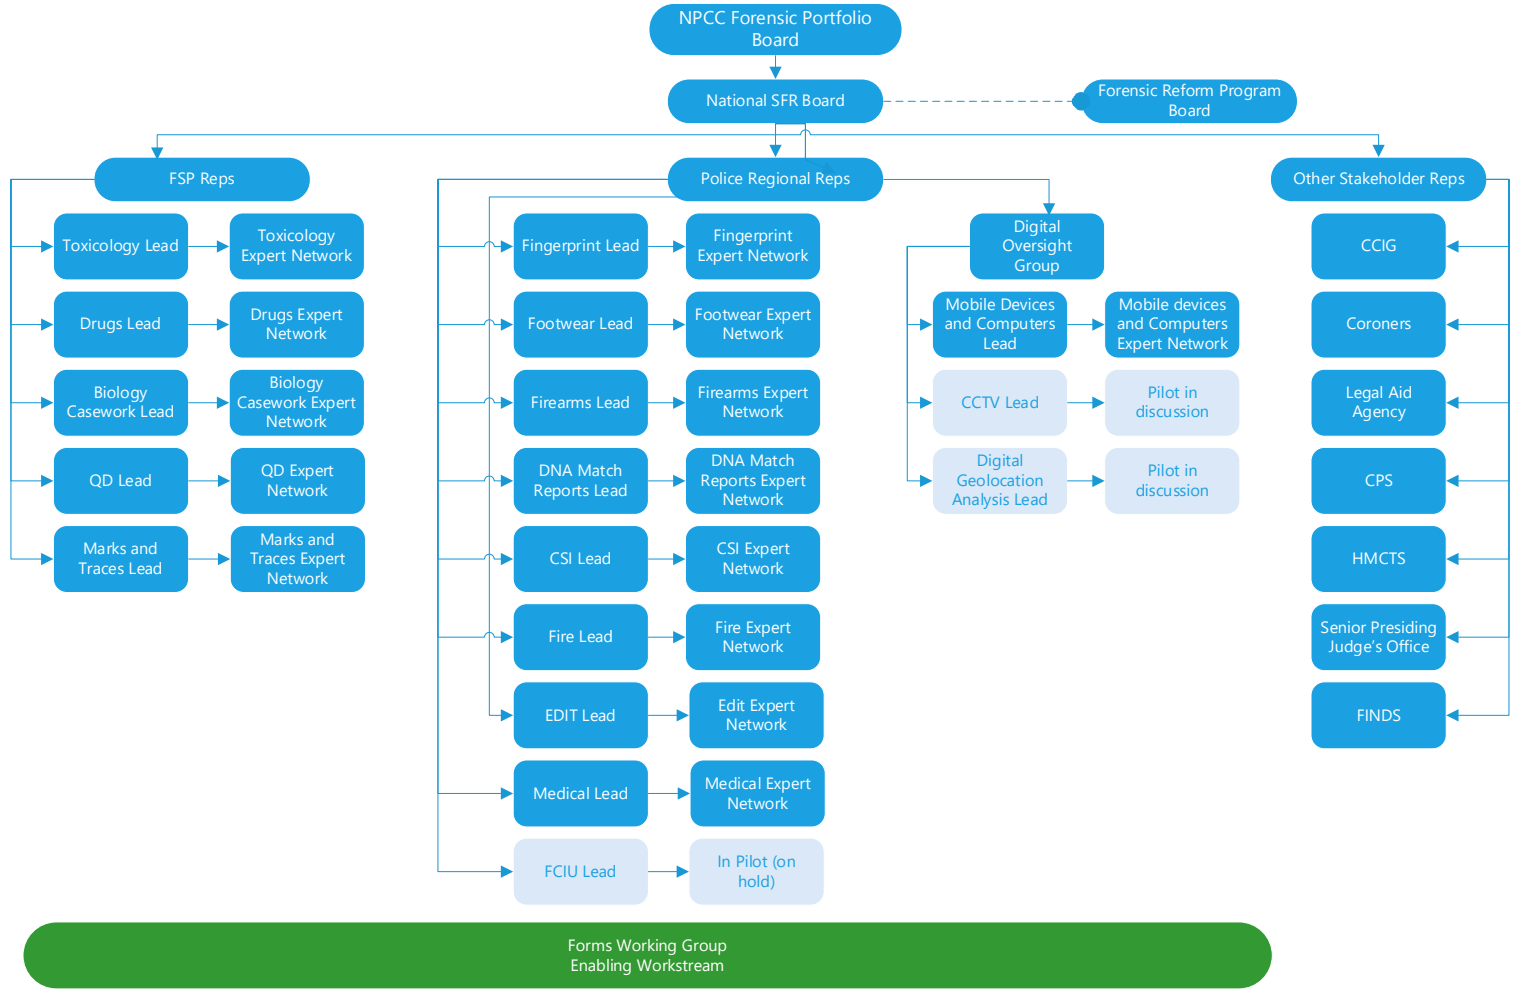 NPCC Forensic Portfolio
Board
National SFR Board
Forensic Reform Program
Board
FSP Reps
Police Regional Reps
Other Stakeholder Reps
Toxicology Lead
Toxicology
Expert Network
Drugs Lead
Drugs Expert
Network
Biology
Casework Lead
Biology
Casework Expert
Network
QD Lead
QD Expert
Network
Marks and
Traces Lead
Marks and
Traces Expert
Network
Fingerprint Lead
Fingerprint
Expert Network
Footwear Lead
Footwear Expert
Network
Firearms Lead
Firearms Expert
Network
DNA Match
Reports Lead
DNA Match
Reports Expert
Network
CSI Lead
CSI Expert
Network
Fire Lead
Fire Expert
Network
EDIT Lead
Edit Expert
Network
Medical Lead
Medical Expert
Network
FCIU Lead
In Pilot (on
hold)
Digital
Oversight
Group
Mobile Devices
and Computers
Lead
Mobile devices
and Computers
Expert Network
CCTV Lead
Pilot in
discussion
Digital
Geolocation
Analysis Lead
Pilot in
discussion
CCIG
Coroners
Legal Aid
Agency
CPS
HMCTS
Senior Presiding
Judge's Office
FINDS
Forms Working Group
Enabling Workstream